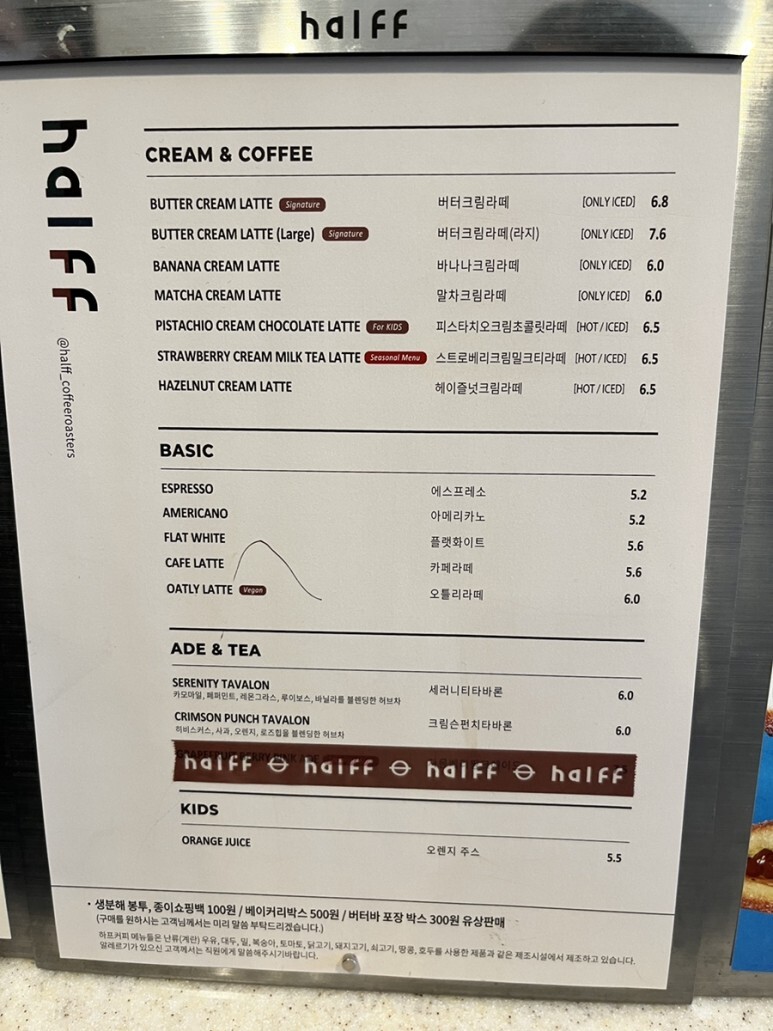 halff
halff
@halff_coffeeroasters
CREAM & COFFEE
BUTTER CREAM LATTE Signature 버터크림라떼 [ONLY ICED] 6.8
BUTTER CREAM LATTE (Large) Signature 버터크림라떼(라지) [ONLY ICED] 7.6
BANANA CREAM LATTE 바나나크림라떼 [ONLY ICED] 6.0
MATCHA CREAM LATTE 말차크림라떼 [ONLY ICED] 6.0
PISTACHIO CREAM CHOCOLATE LATTE For KIDS 피스타치오크림초콜릿라떼 [HOT / ICED] 6.5
STRAWBERRY CREAM MILK TEA LATTE Seasonal Menu 스트로베리크림밀크티라떼 [HOT / ICED] 6.5
HAZELNUT CREAM LATTE 헤이즐넛크림라떼 [HOT / ICED] 6.5
BASIC
ESPRESSO 에스프레소 5.2
AMERICANO 아메리카노 5.2
FLAT WHITE 플랫화이트 5.6
CAFE LATTE 카페라떼 5.6
OATLY LATTE Vegan 오틀리라떼 6.0
ADE & TEA
SERENITY TAVALON 세러니티타바론 6.0
카모마일, 페퍼민트, 레몬그라스, 루이보스, 바닐라를 블렌딩한 허브차
CRIMSON PUNCH TAVALON 크림슨펀치타바론 6.0
히비스커스, 사과, 오렌지, 로즈힙을 블렌딩한 허브차
halff halff halff halff
KIDS
ORANGE JUICE 오렌지 주스 5.5
· 생분해 봉투, 종이쇼핑백 100원 / 베이커리박스 500원 / 버터바 포장 박스 300원 유상판매
(구매를 원하시는 고객님께서는 미리 말씀 부탁드리겠습니다.)
하프커피 메뉴들은 난류(계란) 우유, 대두, 밀, 복숭아, 토마토, 닭고기, 돼지고기, 쇠고기, 땅콩, 호두를 사용한 제품과 같은 제조시설에서 제조하고 있습니다.
알레르기가 있으신 고객께서는 직원에게 말씀해주시기바랍니다.